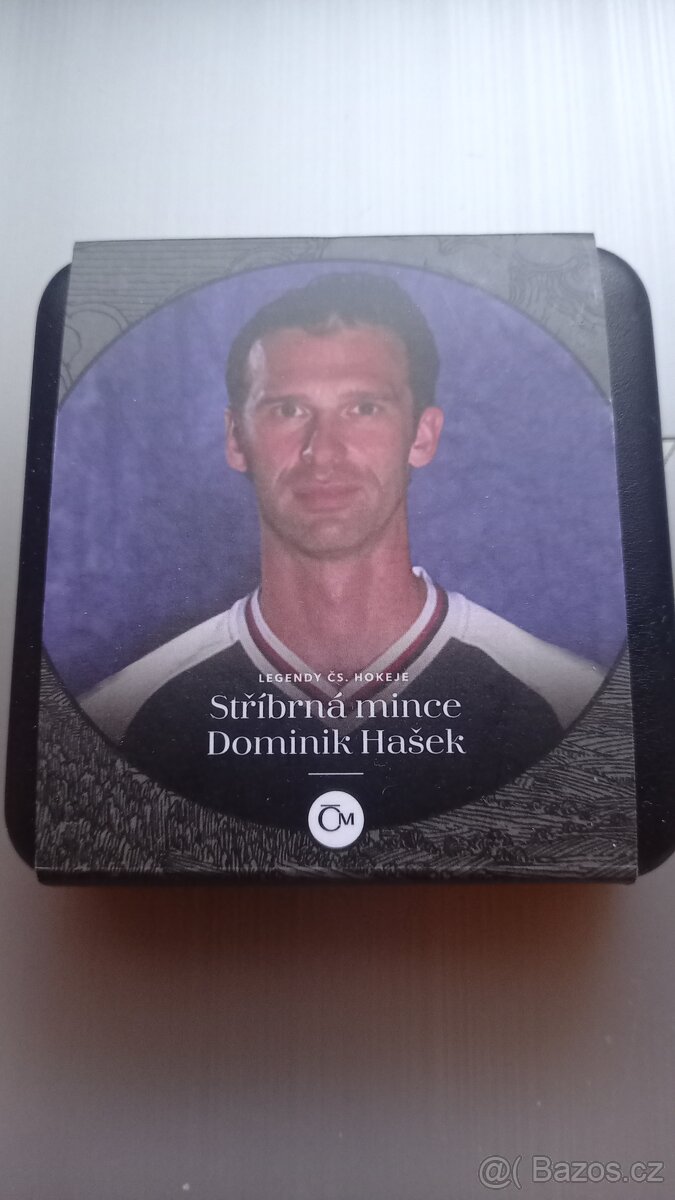 LEGENDY ČS. HOKEJE
Stříbrná mince
Dominik Hašek
ČM
@( Bazos.cz